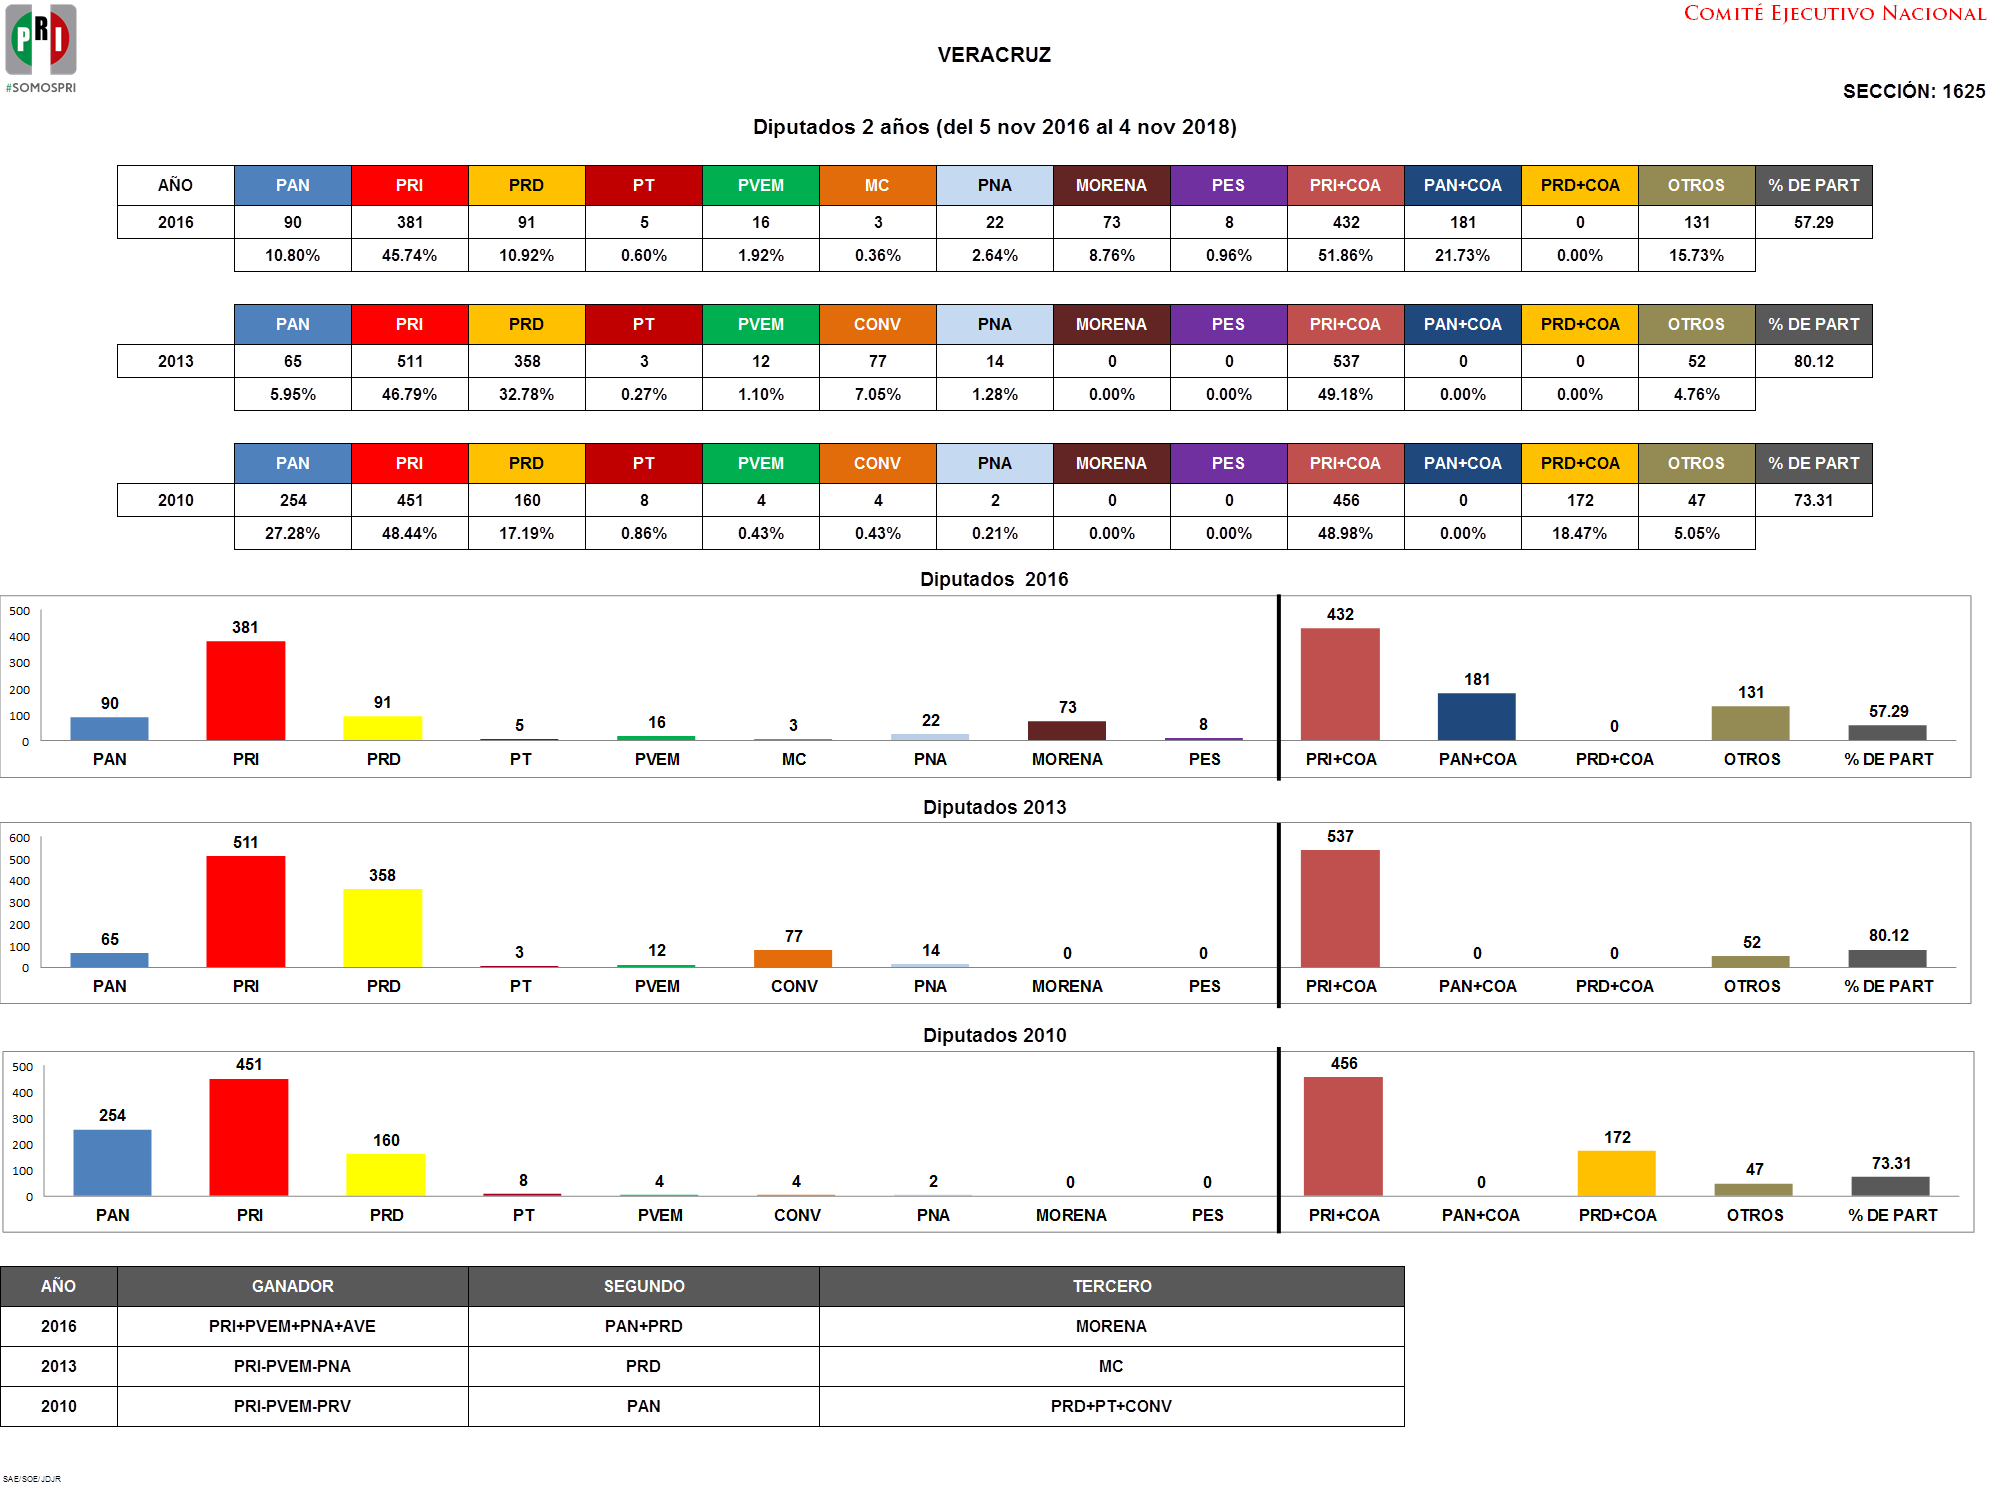 PRI
#SOMOSPRI
COMITÉ EJECUTIVO NACIONAL
VERACRUZ
SECCIÓN: 1625
Diputados 2 años (del 5 nov 2016 al 4 nov 2018)
AÑO PAN PRI PRD PT PVEM MC PNA MORENA PES PRI+COA PAN+COA PRD+COA OTROS % DE PART
2016 90 381 91 5 16 3 22 73 8 432 181 0 131 57.29
10.80% 45.74% 10.92% 0.60% 1.92% 0.36% 2.64% 8.76% 0.96% 51.86% 21.73% 0.00% 15.73%
PAN PRI PRD PT PVEM CONV PNA MORENA PES PRI+COA PAN+COA PRD+COA OTROS % DE PART
2013 65 511 358 3 12 77 14 0 0 537 0 0 52 80.12
5.95% 46.79% 32.78% 0.27% 1.10% 7.05% 1.28% 0.00% 0.00% 49.18% 0.00% 0.00% 4.76%
PAN PRI PRD PT PVEM CONV PNA MORENA PES PRI+COA PAN+COA PRD+COA OTROS % DE PART
2010 254 451 160 8 4 4 2 0 0 456 0 172 47 73.31
27.28% 48.44% 17.19% 0.86% 0.43% 0.43% 0.21% 0.00% 0.00% 48.98% 0.00% 18.47% 5.05%
Diputados 2016
500
400
300
200
100
0
90 381 91 5 16 3 22 73 8 432 181 0 131 57.29
PAN PRI PRD PT PVEM MC PNA MORENA PES PRI+COA PAN+COA PRD+COA OTROS % DE PART
Diputados 2013
600
500
400
300
200
100
0
65 511 358 3 12 77 14 0 0 537 0 0 52 80.12
PAN PRI PRD PT PVEM CONV PNA MORENA PES PRI+COA PAN+COA PRD+COA OTROS % DE PART
Diputados 2010
500
400
300
200
100
0
254 451 160 8 4 4 2 0 0 456 0 172 47 73.31
PAN PRI PRD PT PVEM CONV PNA MORENA PES PRI+COA PAN+COA PRD+COA OTROS % DE PART
AÑO GANADOR SEGUNDO TERCERO
2016 PRI+PVEM+PNA+AVE PAN+PRD MORENA
2013 PRI-PVEM-PNA PRD MC
2010 PRI-PVEM-PRV PAN PRD+PT+CONV
SAE/SOE/JDJR